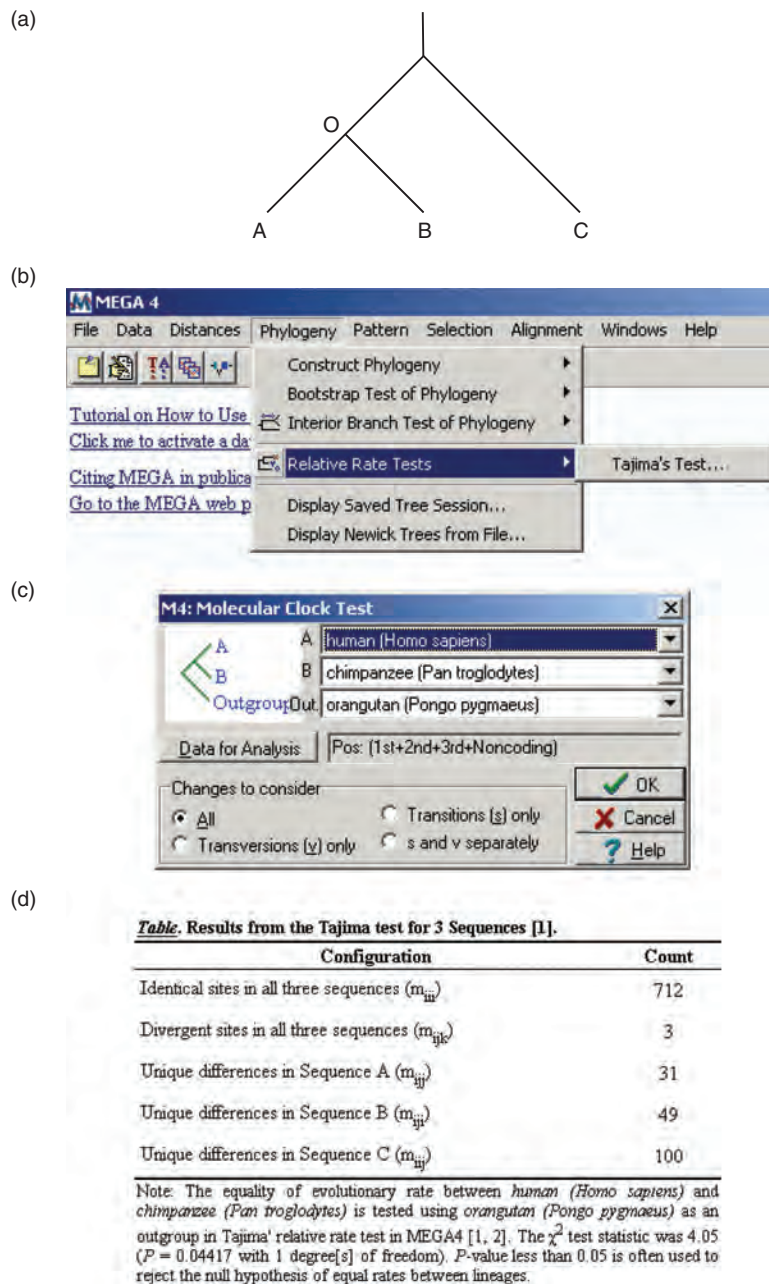 (a)
O
A B C
(b)
MEGA 4
File Data Distances Phylogeny Pattern Selection Alignment Windows Help
Construct Phylogeny
Bootstrap Test of Phylogeny
Tutorial on How to Use
Interior Branch Test of Phylogeny
Click me to activate a da
Relative Rate Tests Tajima's Test...
Citing MEGA in publica
Go to the MEGA web p
Display Saved Tree Session...
Display Newick Trees from File...
(c)
M4: Molecular Clock Test
A
B
Outgroup
A human (Homo sapiens)
B chimpanzee (Pan troglodytes)
Out. orangutan (Pongo pygmaeus)
Data for Analysis Pos: (1st+2nd+3rd+Noncoding)
Changes to consider
All Transitions (s) only
Transversions (v) only s and v separately
OK
Cancel
Help
(d)
Table. Results from the Tajima test for 3 Sequences [1].
Configuration Count
Identical sites in all three sequences (miii) 712
Divergent sites in all three sequences (mijk) 3
Unique differences in Sequence A (mijj) 31
Unique differences in Sequence B (miji) 49
Unique differences in Sequence C (miij) 100
Note: The equality of evolutionary rate between human (Homo sapiens) and
chimpanzee (Pan troglodytes) is tested using orangutan (Pongo pygmaeus) as an
outgroup in Tajima' relative rate test in MEGA4 [1, 2]. The χ2 test statistic was 4.05
(P = 0.04417 with 1 degree[s] of freedom). P-value less than 0.05 is often used to
reject the null hypothesis of equal rates between lineages.